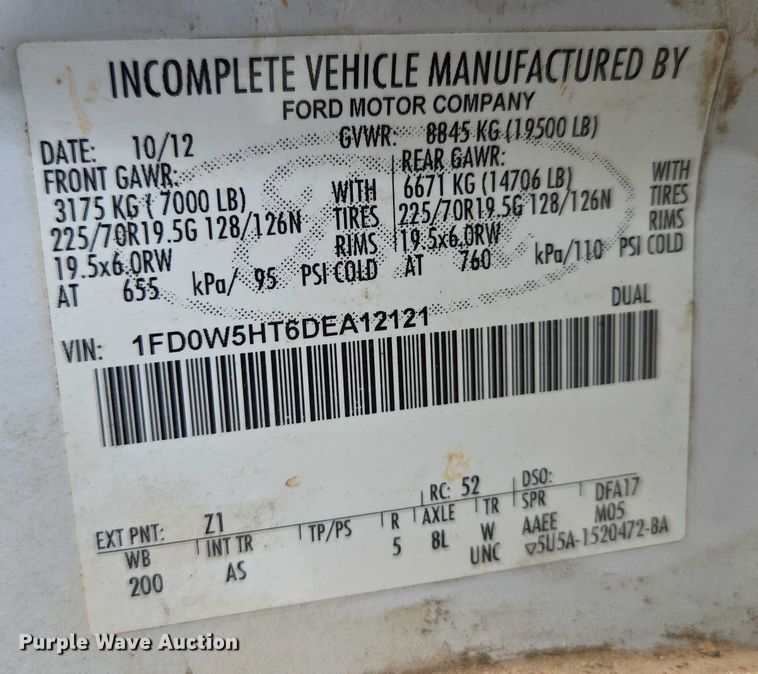 INCOMPLETE VEHICLE MANUFACTURED BY
FORD MOTOR COMPANY
DATE: 10/12 GVWR: 8845 KG (19500 LB)
FRONT GAWR: REAR GAWR:
3175 KG ( 7000 LB) WITH 6671 KG (14706 LB) WITH
225/70R19.5G 128/126N TIRES 225/70R19.5G 128/126N TIRES
19.5x6.0RW RIMS 19.5x6.0RW RIMS
AT 655 kPa/ 95 PSI COLD AT 760 kPa/110 PSI COLD
DUAL
VIN: 1FD0W5HT6DEA12121
EXT PNT: Z1 RC: 52 DSO:
WB INT TR TP/PS R AXLE TR SPR DFA17
200 AS 5 8L W AAEE M05
UNC ▽5U5A-1520472-BA
Purple Wave Auction